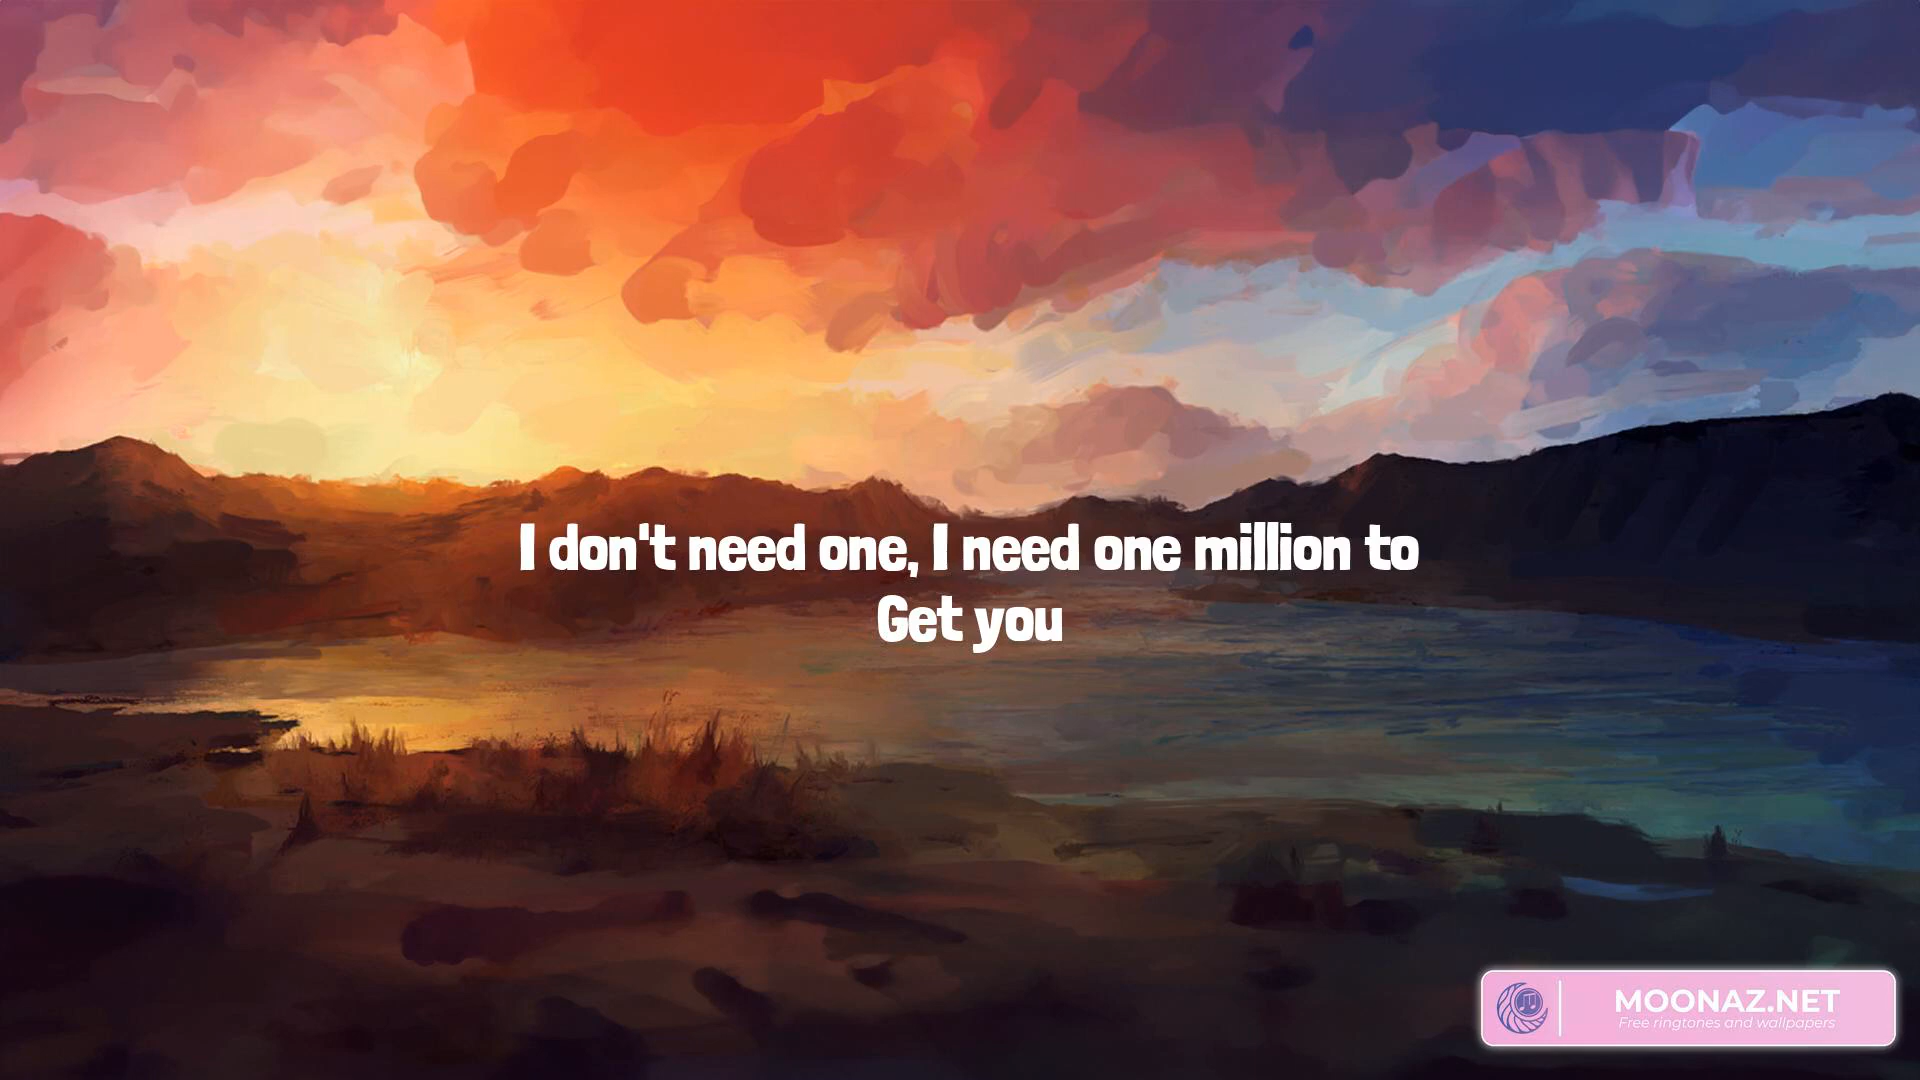 I don't need one, I need one million to
Get you
MOONAZ.NET
Free ringtones and wallpapers